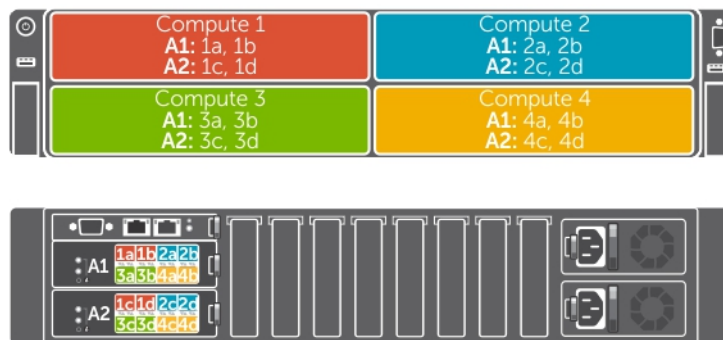 Compute 1
A1: 1a, 1b
A2: 1c, 1d
Compute 2
A1: 2a, 2b
A2: 2c, 2d
Compute 3
A1: 3a, 3b
A2: 3c, 3d
Compute 4
A1: 4a, 4b
A2: 4c, 4d
A1
1a 1b 2a 2b
3a 3b 4a 4b
A2
1c 1d 2c 2d
3c 3d 4c 4d